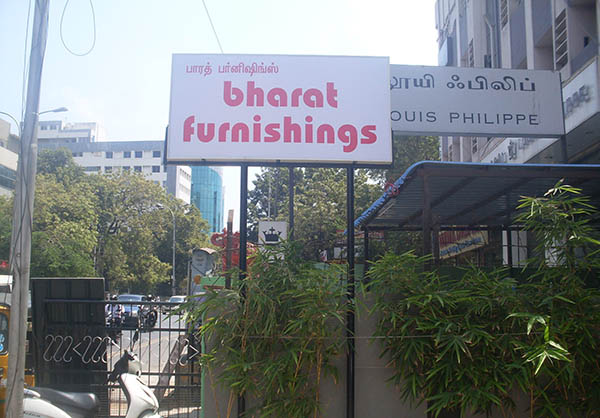 பாரத் பர்னிஷிங்ஸ்
bharat
furnishings
லூயி ஃபிலிப்
OUIS PHILIPPE